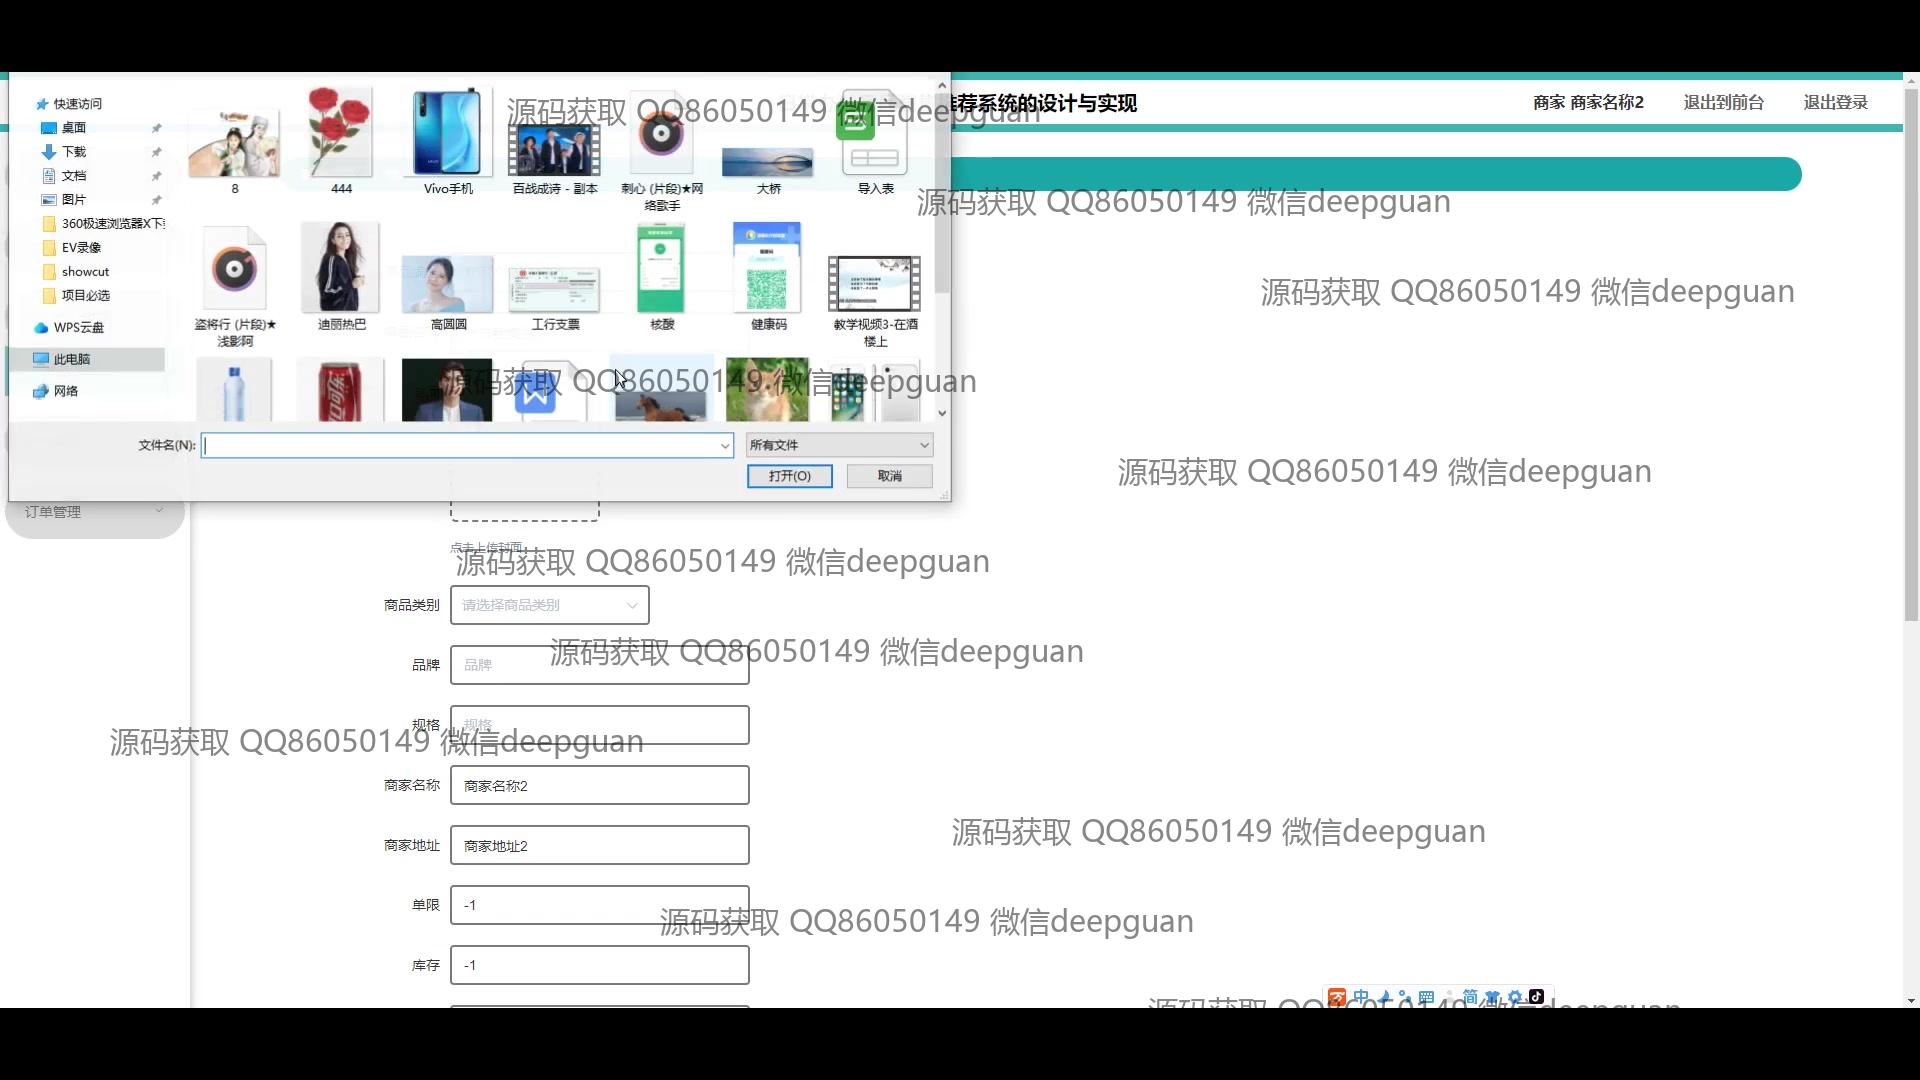 快速访问
桌面
下载
文档
图片
360极速浏览器X下
EV录像
showcut
项目必选
WPS云盘
此电脑
网络
8
444
Vivo手机
百战成诗 - 副本
刺心 (片段)★网
络歌手
大桥
导入表
盗将行 (片段)★
浅影阿
迪丽热巴
高圆圆
工行支票
核酸
健康码
教学视频3-在酒
楼上
文件名(N):
所有文件
打开(O)
取消
荐系统的设计与实现
商家 商家名称2
退出到前台
退出登录
源码获取 QQ86050149 微信deepguan
源码获取 QQ86050149 微信deepguan
源码获取 QQ86050149 微信deepguan
源码获取 QQ86050149 微信deepguan
源码获取 QQ86050149 微信deepguan
订单管理
点击上传封面
源码获取 QQ86050149 微信deepguan
商品类别
请选择商品类别
品牌
品牌
源码获取 QQ86050149 微信deepguan
规格
规格
源码获取 QQ86050149 微信deepguan
商家名称
商家名称2
商家地址
商家地址2
源码获取 QQ86050149 微信deepguan
单限
-1
源码获取 QQ86050149 微信deepguan
库存
-1
中
简
源码获取 QQ86050149 微信deepguan